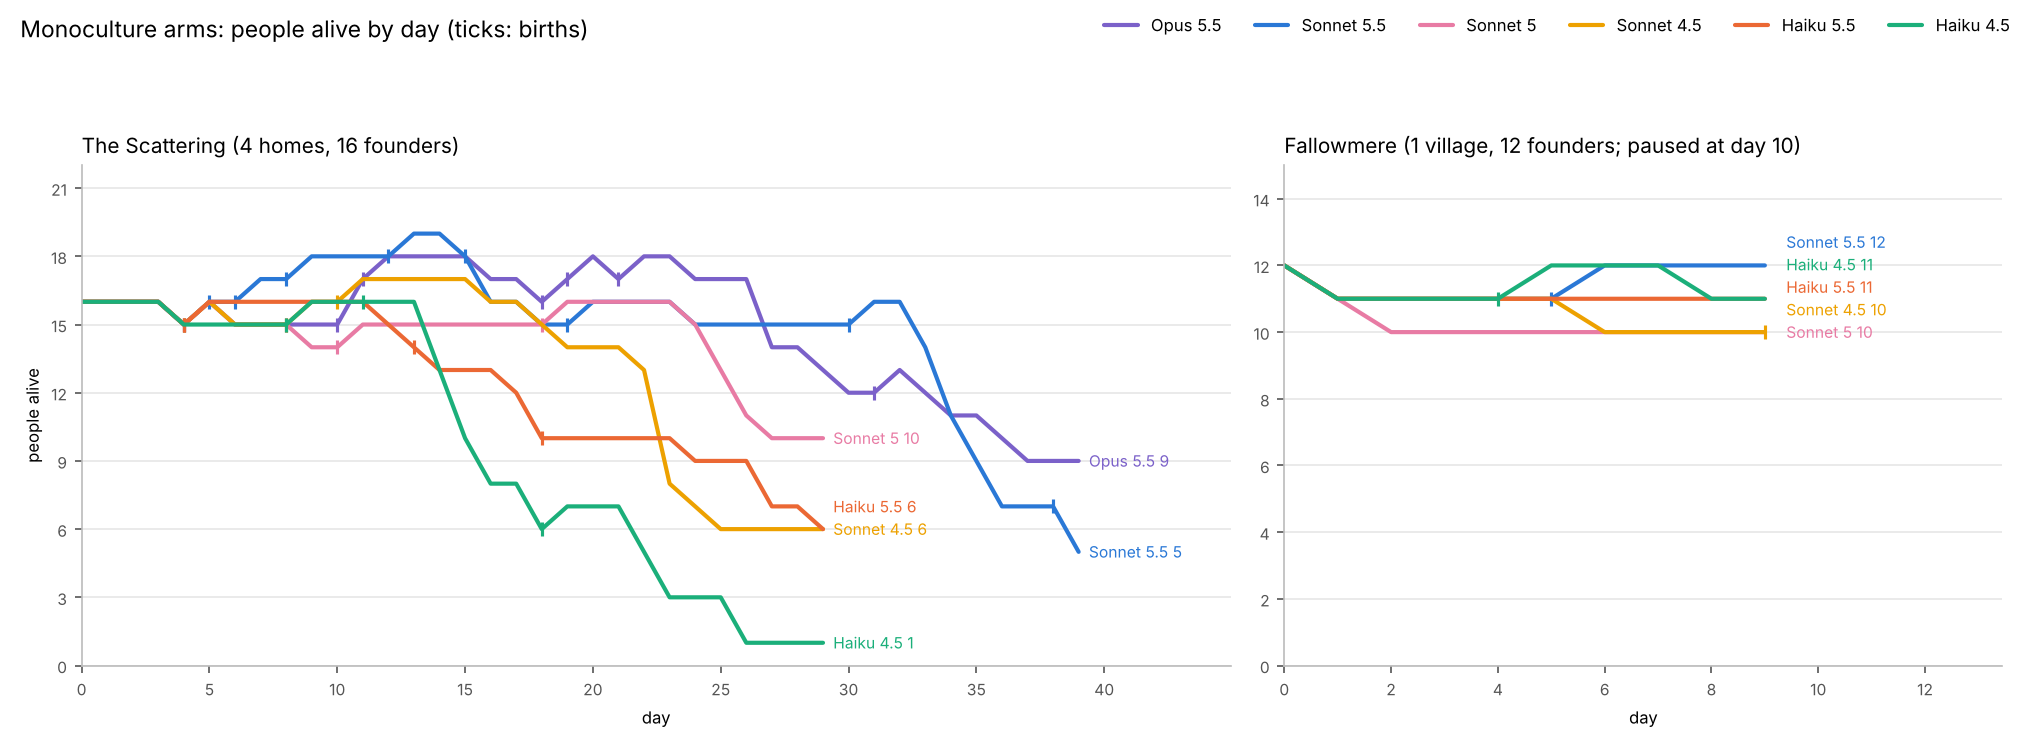 Monoculture arms: people alive by day (ticks: births)
Opus 5.5
Sonnet 5.5
Sonnet 5
Sonnet 4.5
Haiku 5.5
Haiku 4.5
The Scattering (4 homes, 16 founders)
people alive
21
18
15
12
9
6
3
0
Sonnet 5 10
Opus 5.5 9
Haiku 5.5 6
Sonnet 4.5 6
Sonnet 5.5 5
Haiku 4.5 1
0
5
10
15
20
25
30
35
40
day
Fallowmere (1 village, 12 founders; paused at day 10)
14
12
10
8
6
4
2
0
Sonnet 5.5 12
Haiku 4.5 11
Haiku 5.5 11
Sonnet 4.5 10
Sonnet 5 10
0
2
4
6
8
10
12
day